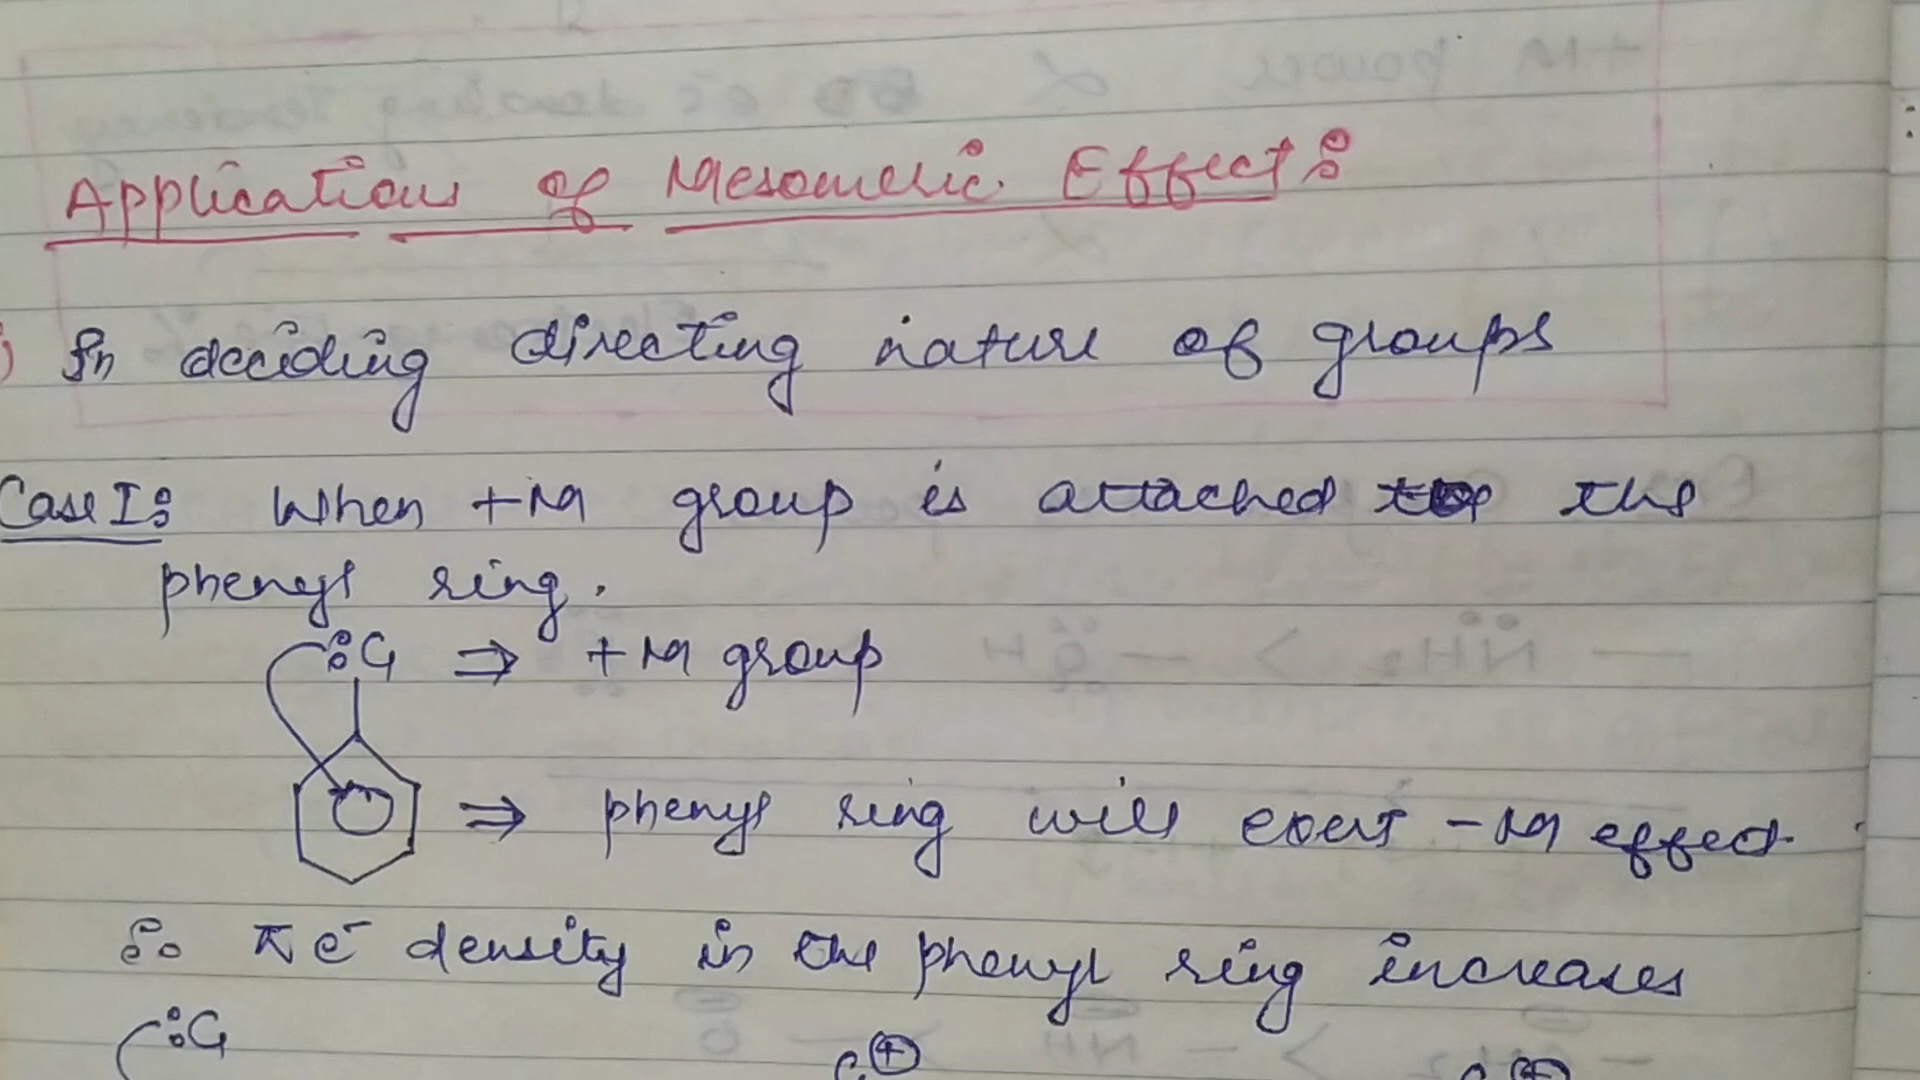 Applications of Mesomeric Effect:
) In deciding directing nature of groups
Case I: When +M group is attached to the
phenyl ring.
:G ⇒ +M group
⇒ phenyl ring will exert -M effect.
So π e⁻ density in the phenyl ring increases
:G
⊕
⊕